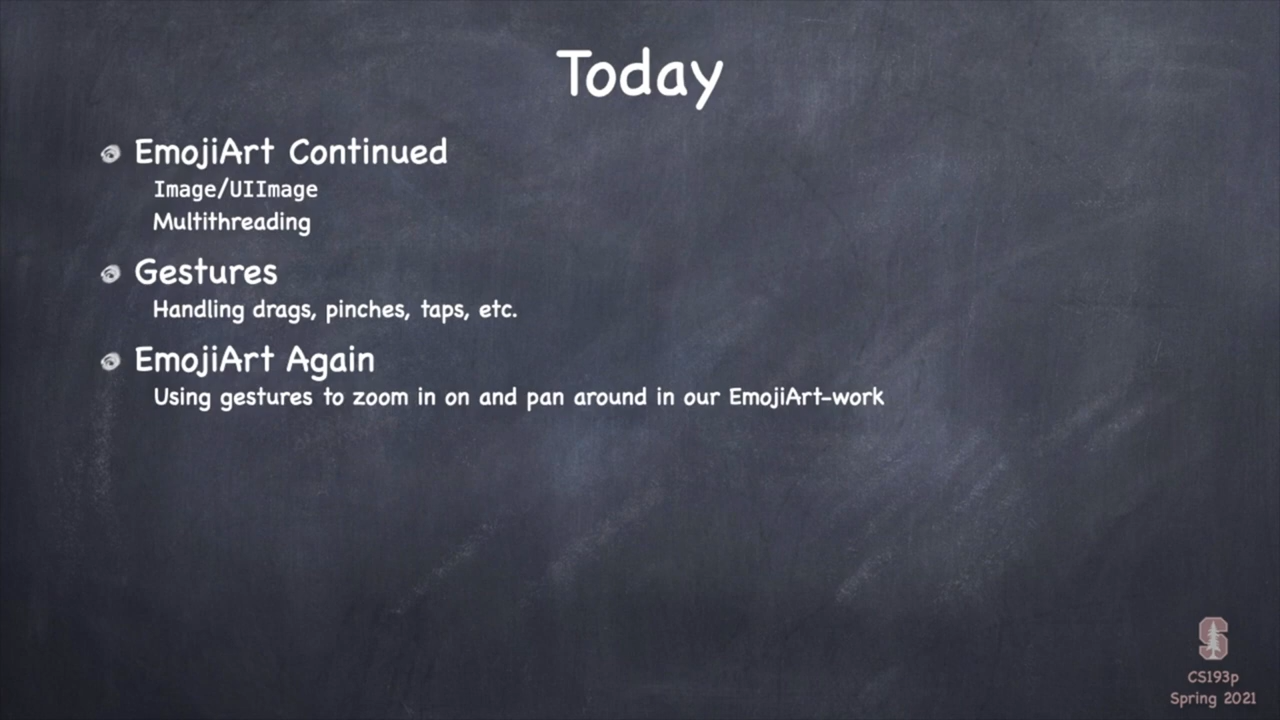 Today
EmojiArt Continued
Image/UIImage
Multithreading
Gestures
Handling drags, pinches, taps, etc.
EmojiArt Again
Using gestures to zoom in on and pan around in our EmojiArt-work
S
CS193p
Spring 2021